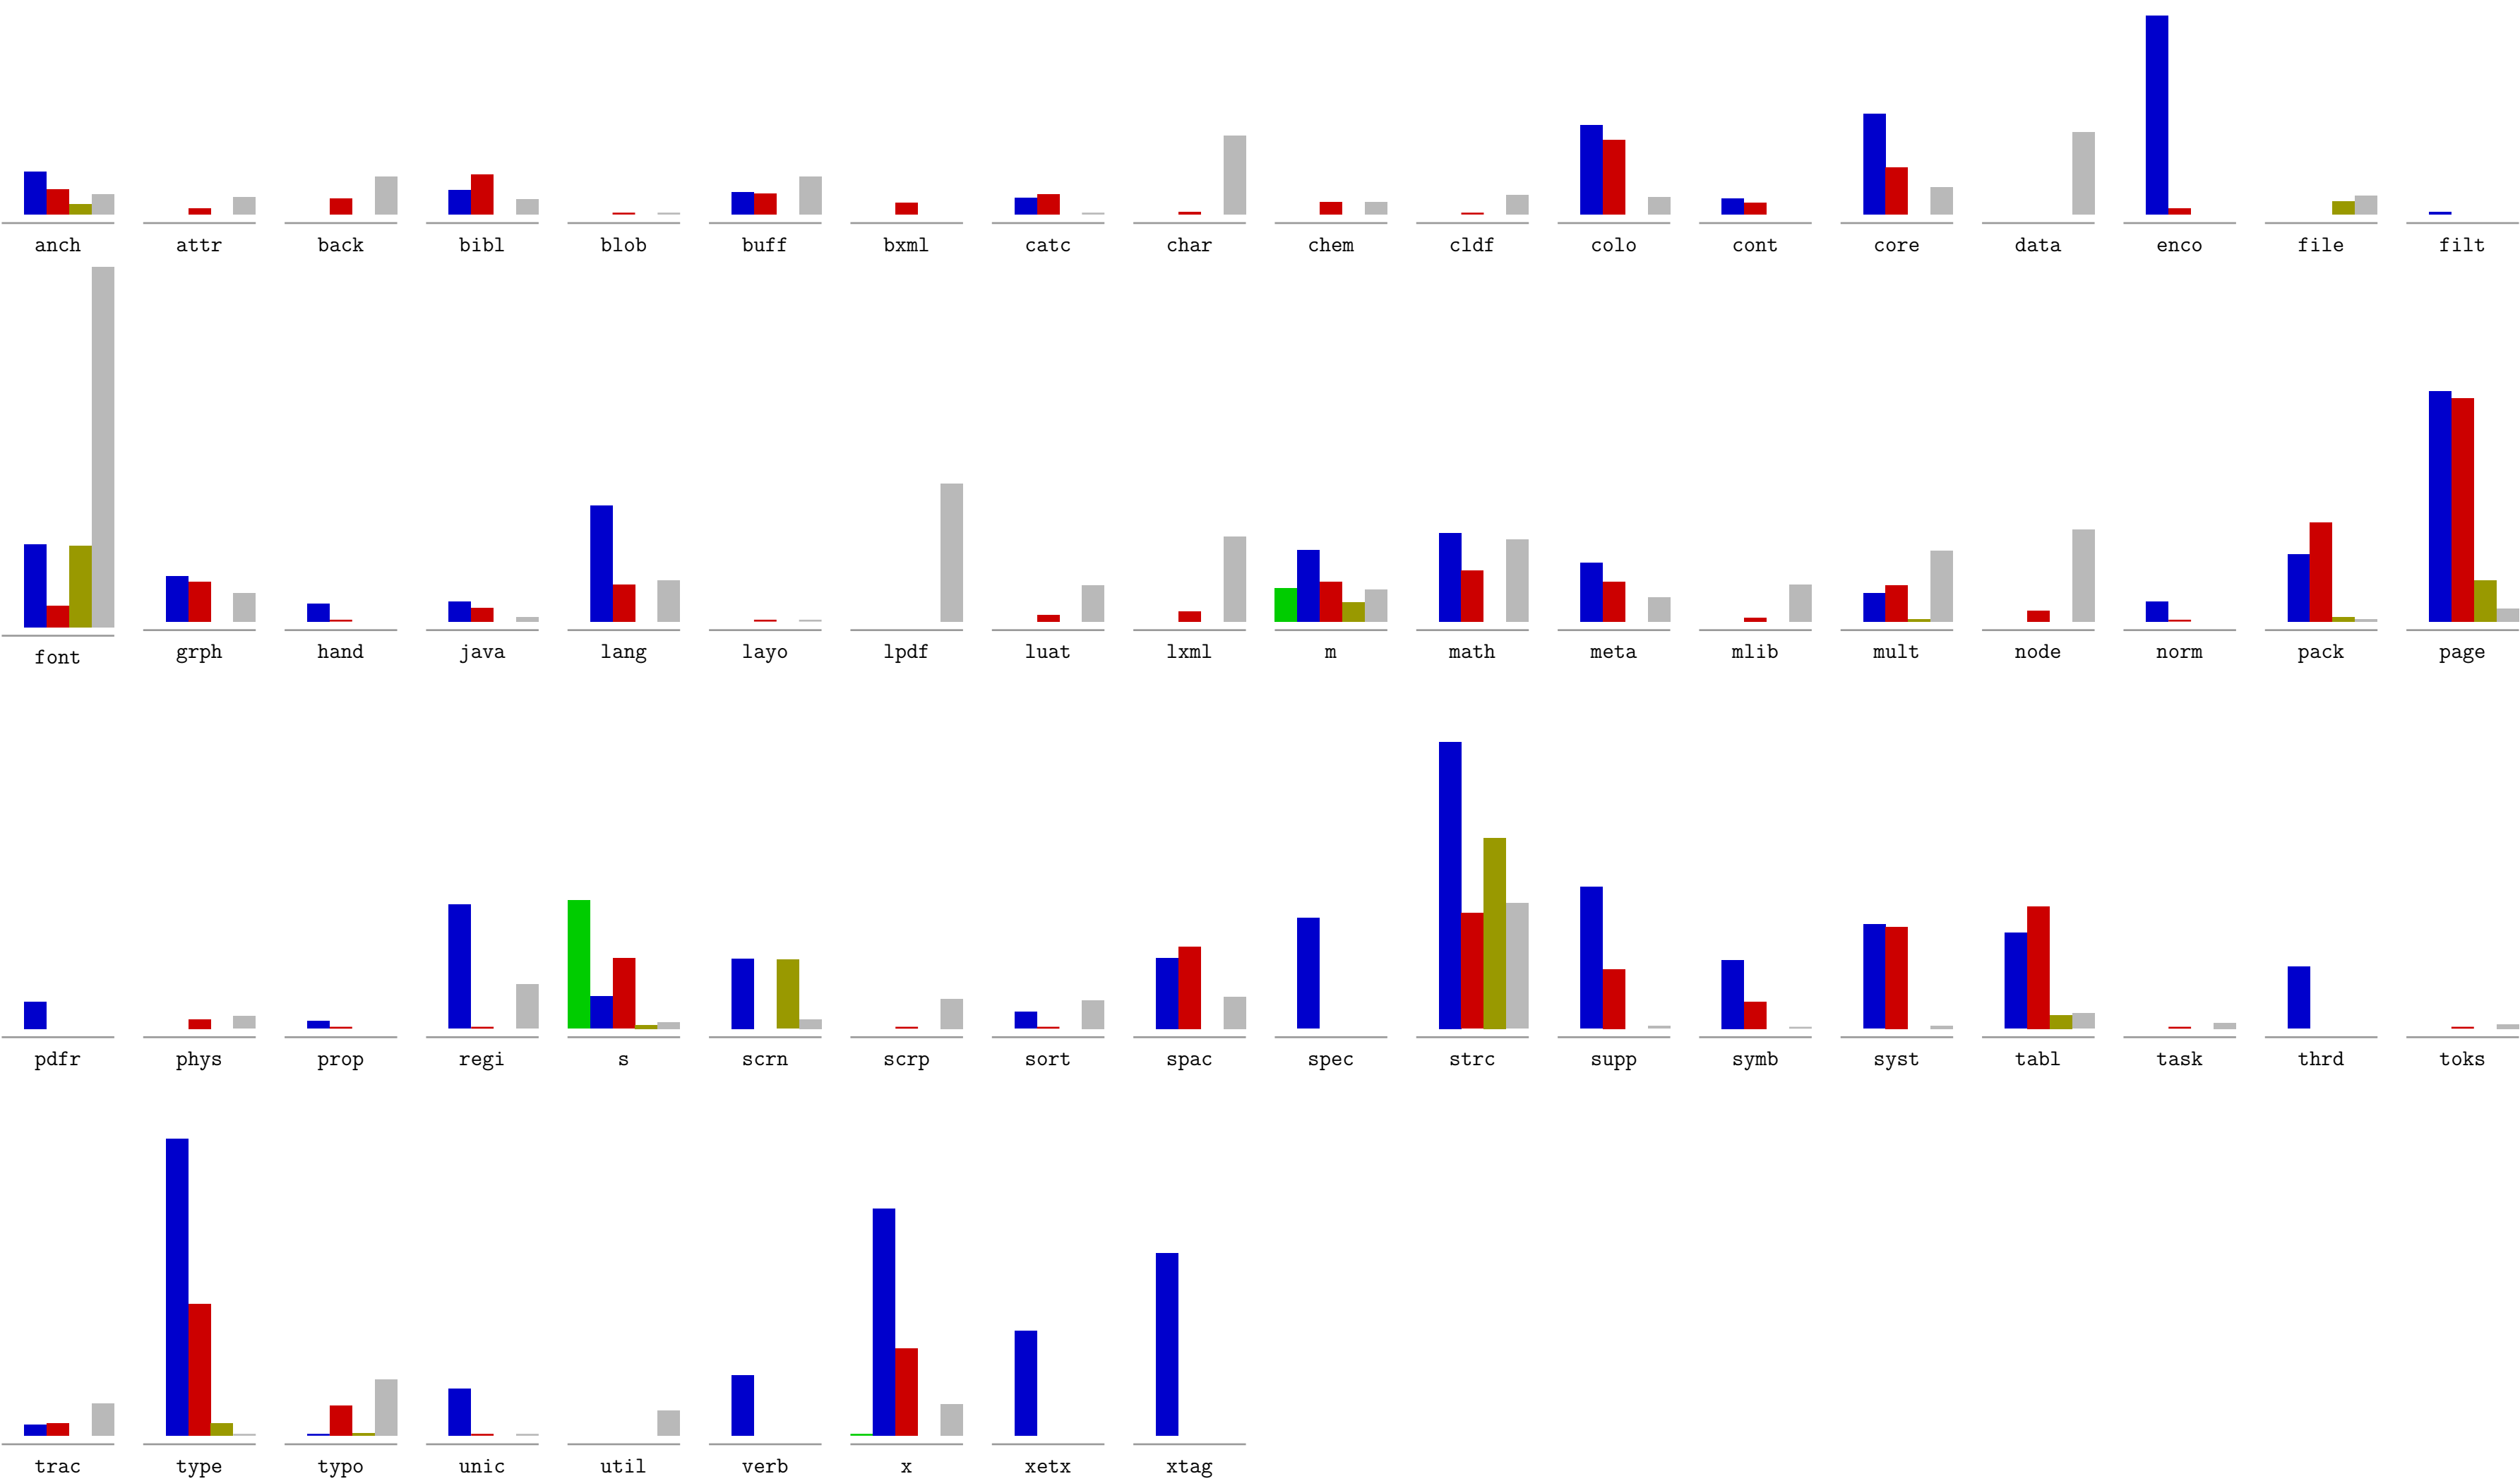 anch attr back bibl blob buff bxml catc char chem cldf colo cont core data enco file filt
font grph hand java lang layo lpdf luat lxml m math meta mlib mult node norm pack page
pdfr phys prop regi s scrn scrp sort spac spec strc supp symb syst tabl task thrd toks
trac type typo unic util verb x xetx xtag